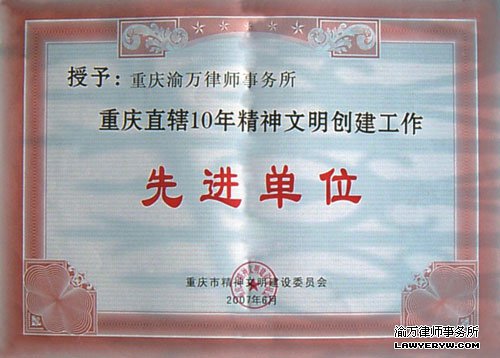 授予：重庆渝万律师事务所
重庆直辖10年精神文明创建工作
先进单位
重庆市精神文明建设委员会
2007年6月
渝万律师事务所
LAWYERYW.COM